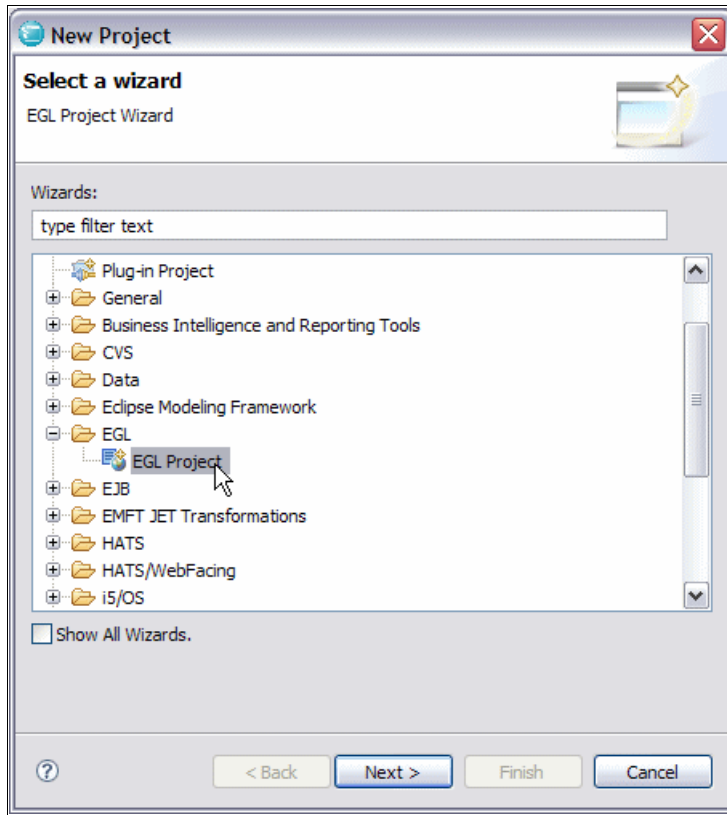 New Project
Select a wizard
EGL Project Wizard
Wizards:
type filter text
Plug-in Project
General
Business Intelligence and Reporting Tools
CVS
Data
Eclipse Modeling Framework
EGL
EGL Project
EJB
EMFT JET Transformations
HATS
HATS/WebFacing
i5/OS
Show All Wizards.
? < Back Next > Finish Cancel